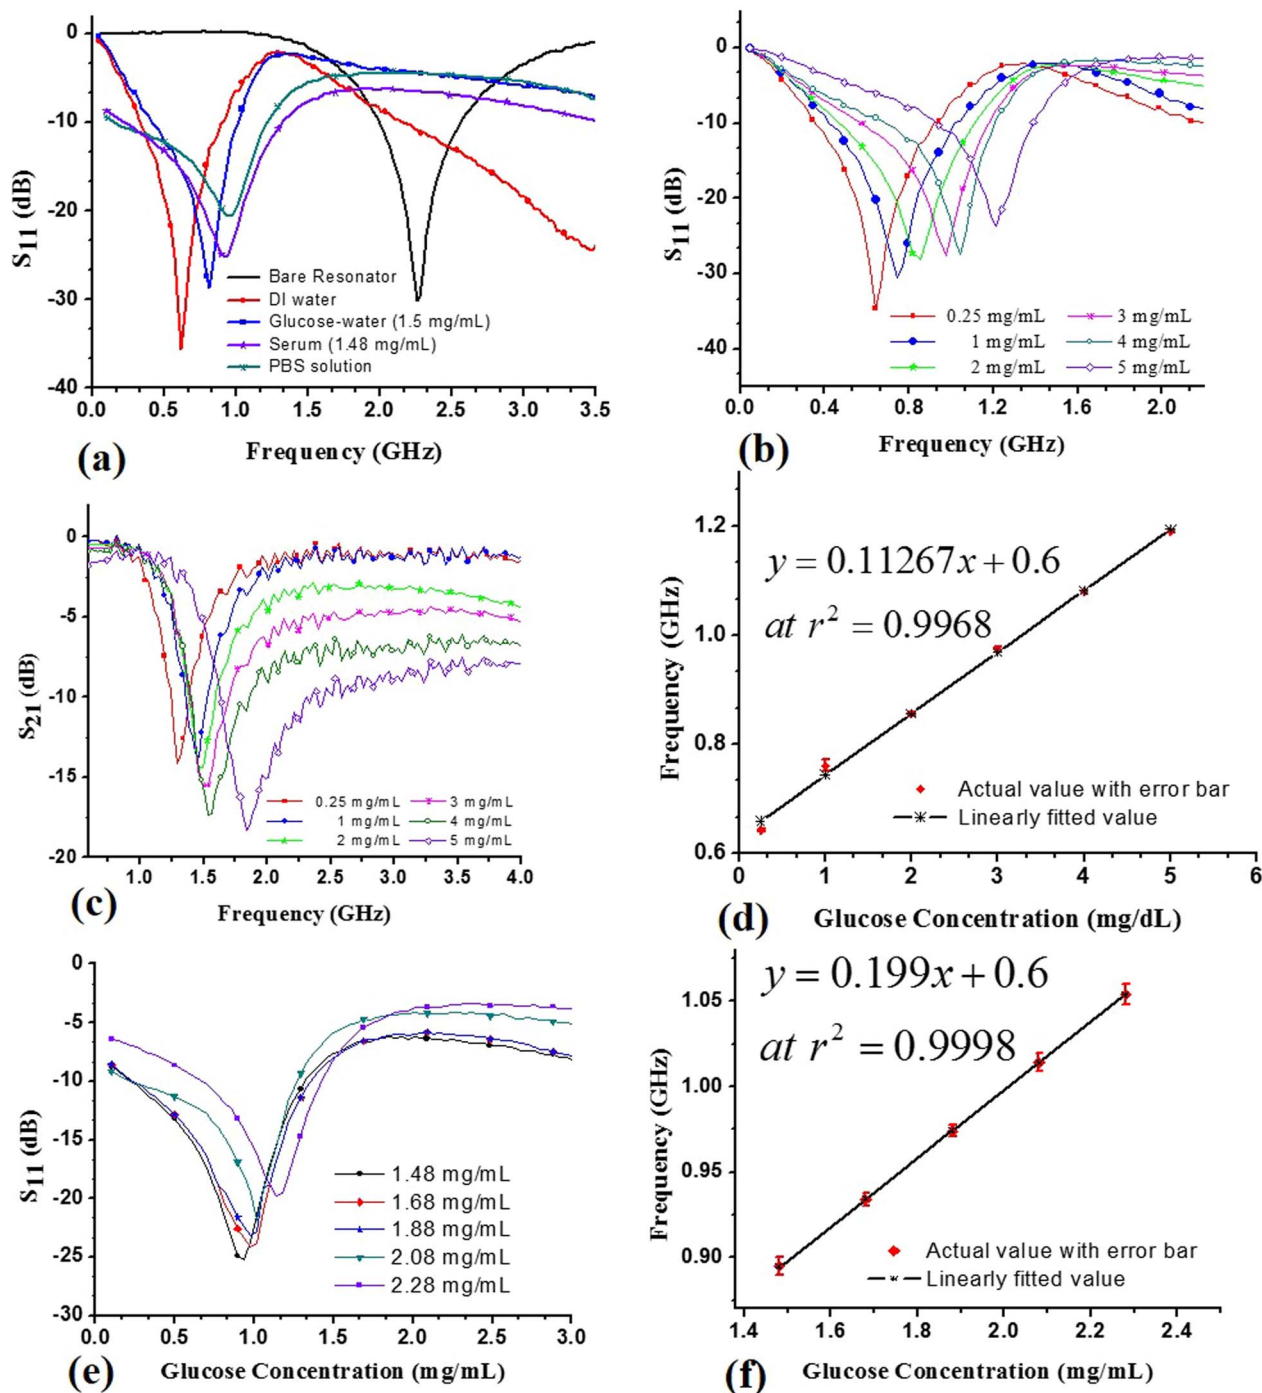 0
-10
-20
-30
-40
S11 (dB)
Bare Resonator
DI water
Glucose-water (1.5 mg/mL)
Serum (1.48 mg/mL)
PBS solution
0.0 0.5 1.0 1.5 2.0 2.5 3.0 3.5
Frequency (GHz)
(a)
0
-10
-20
-30
-40
S11 (dB)
0.25 mg/mL 3 mg/mL
1 mg/mL 4 mg/mL
2 mg/mL 5 mg/mL
0.0 0.4 0.8 1.2 1.6 2.0
Frequency (GHz)
(b)
0
-5
-10
-15
-20
S21 (dB)
0.25 mg/mL 3 mg/mL
1 mg/mL 4 mg/mL
2 mg/mL 5 mg/mL
1.0 1.5 2.0 2.5 3.0 3.5 4.0
Frequency (GHz)
(c)
1.2
1.0
0.8
0.6
Frequency (GHz)
y = 0.11267x + 0.6
at r² = 0.9968
Actual value with error bar
Linearly fitted value
0 1 2 3 4 5 6
Glucose Concentration (mg/dL)
(d)
0
-5
-10
-15
-20
-25
-30
S11 (dB)
1.48 mg/mL
1.68 mg/mL
1.88 mg/mL
2.08 mg/mL
2.28 mg/mL
0.0 0.5 1.0 1.5 2.0 2.5 3.0
Glucose Concentration (mg/mL)
(e)
1.05
1.00
0.95
0.90
Frequency (GHz)
y = 0.199x + 0.6
at r² = 0.9998
Actual value with error bar
Linearly fitted value
1.4 1.6 1.8 2.0 2.2 2.4
Glucose Concentration (mg/mL)
(f)